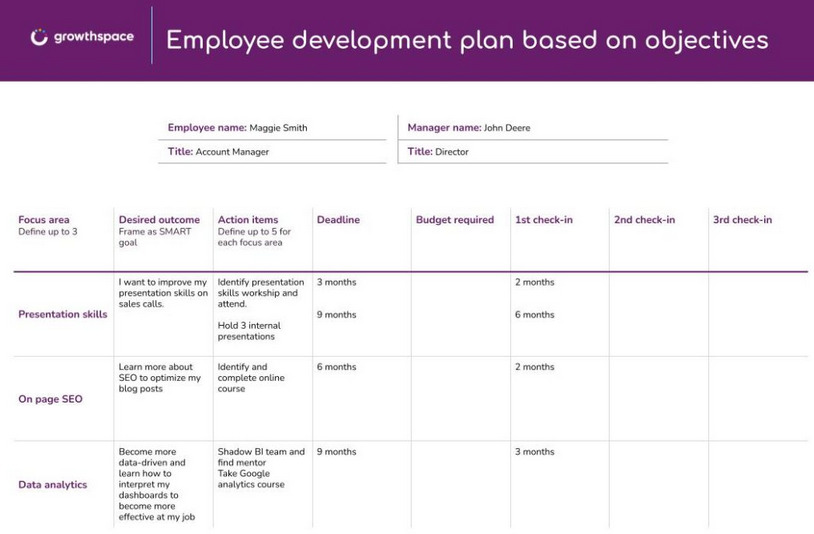 growthspace
Employee development plan based on objectives
Employee name: Maggie Smith
Manager name: John Deere
Title: Account Manager
Title: Director
Focus area
Define up to 3
Desired outcome
Frame as SMART
goal
Action items
Define up to 5 for
each focus area
Deadline
Budget required
1st check-in
2nd check-in
3rd check-in
Presentation skills
I want to improve my
presentation skills on
sales calls.
Identify presentation
skills workship and
attend.
Hold 3 internal
presentations
3 months
9 months
2 months
6 months
On page SEO
Learn more about
SEO to optimize my
blog posts
Identify and
complete online
course
6 months
2 months
Data analytics
Become more
data-driven and
learn how to
interpret my
dashboards to
become more
effective at my job
Shadow BI team and
find mentor
Take Google
analytics course
9 months
3 months